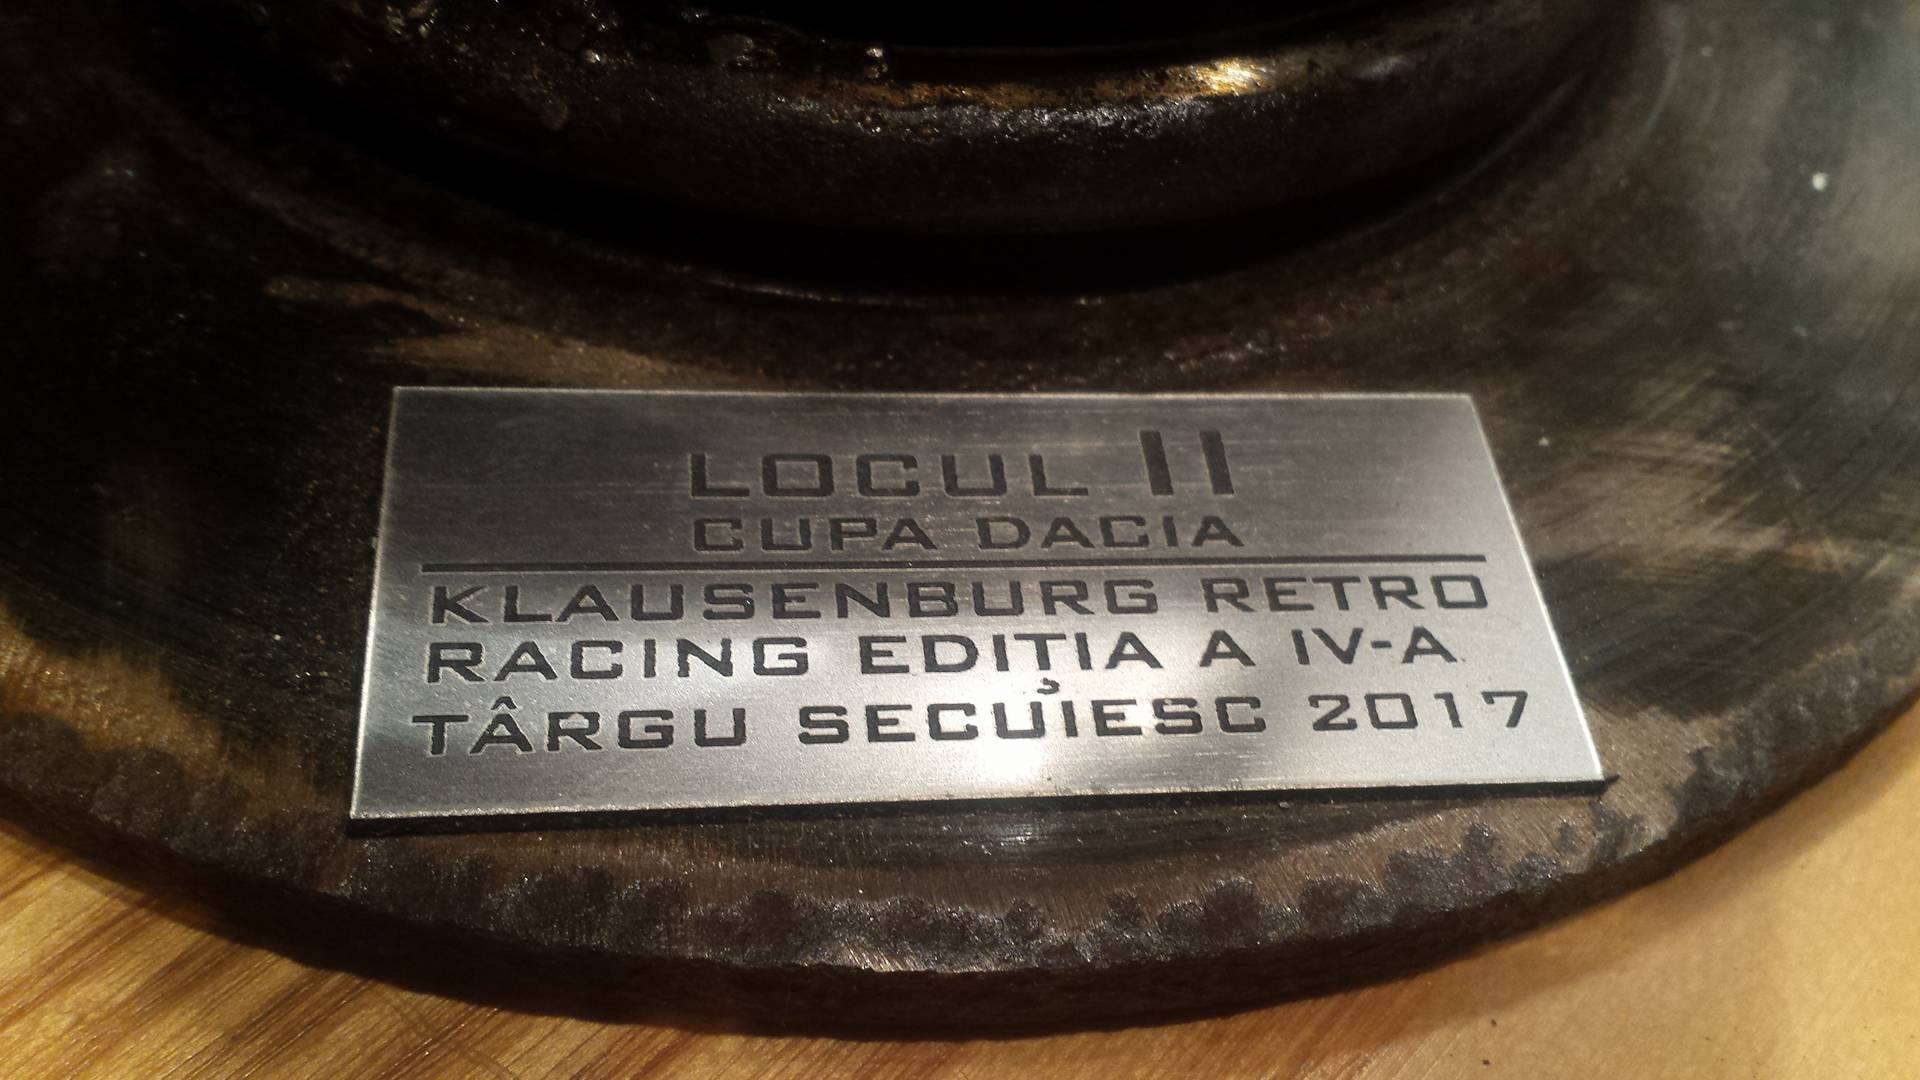 LOCUL II
CUPA DACIA
KLAUSENBURG RETRO
RACING EDIȚIA A IV-A
TÂRGU SECUIESC 2017